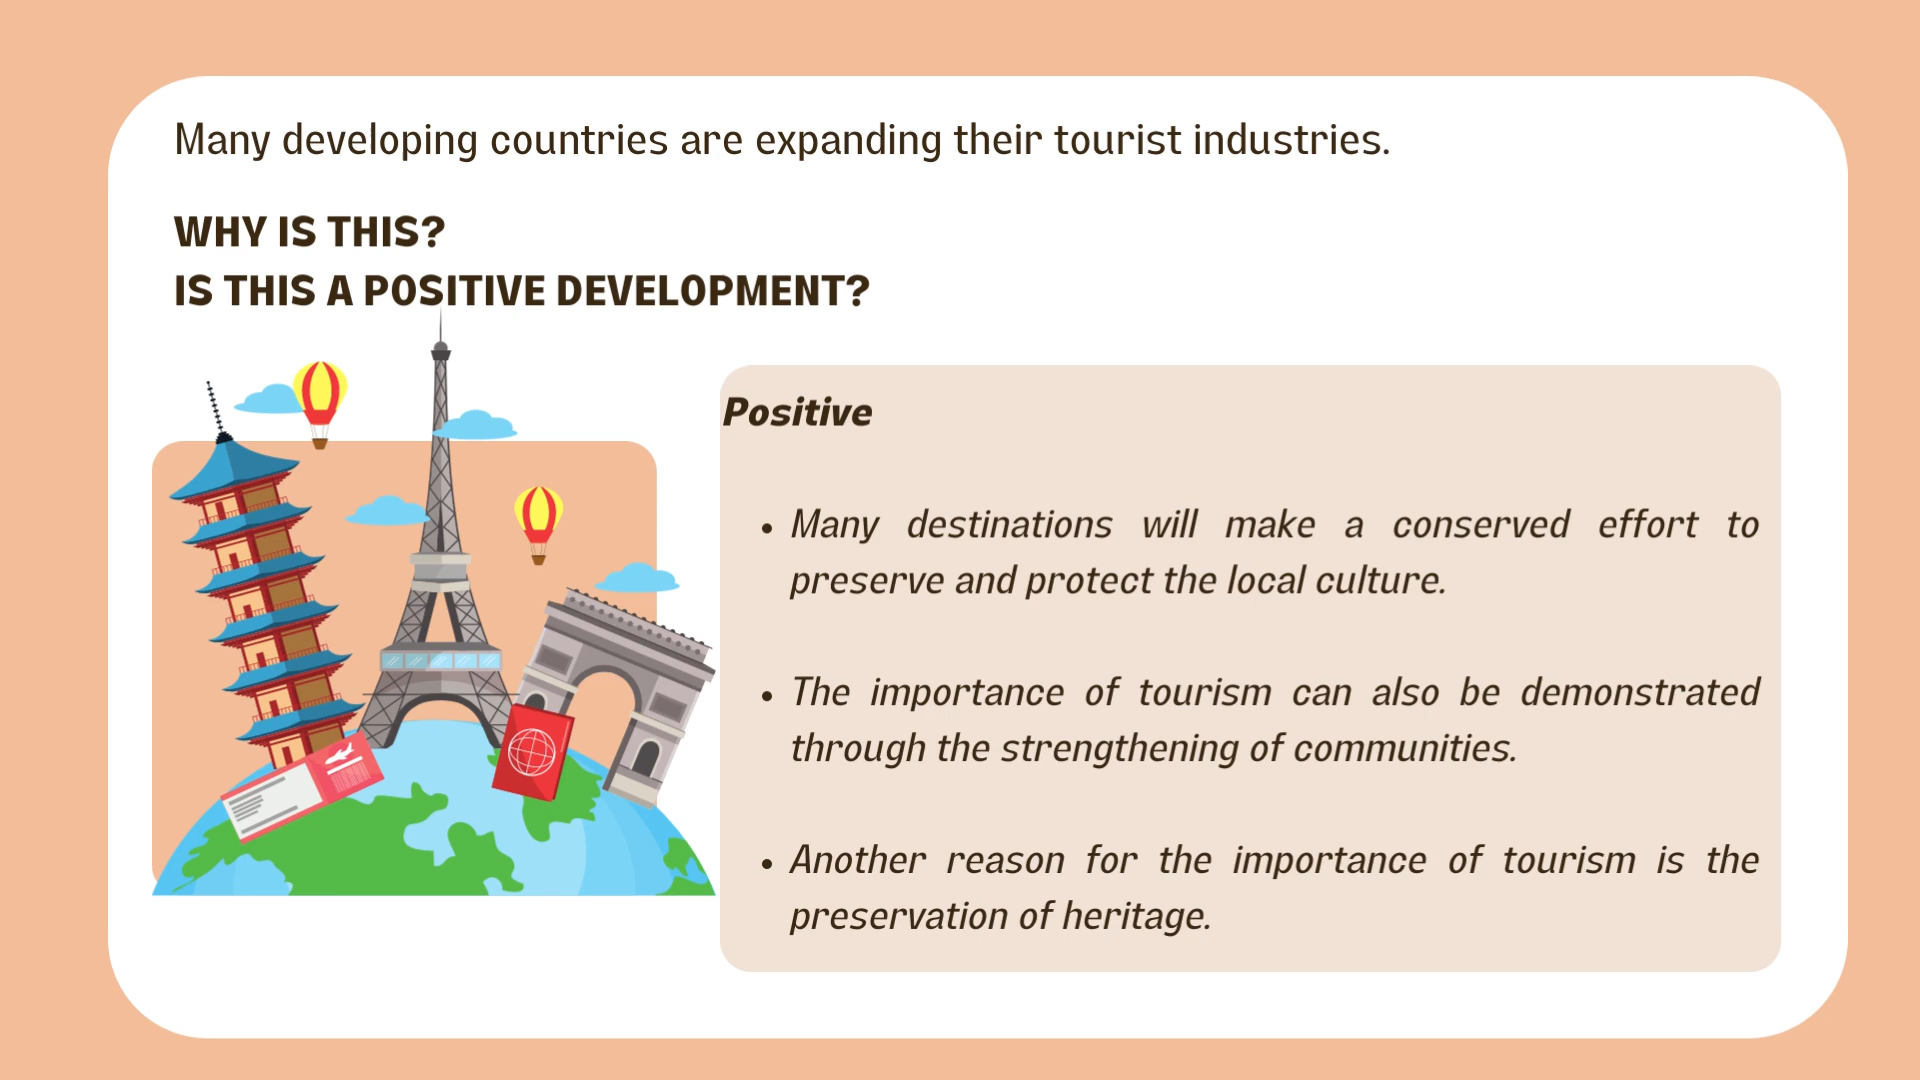 Many developing countries are expanding their tourist industries.
WHY IS THIS?
IS THIS A POSITIVE DEVELOPMENT?
Positive
• Many destinations will make a conserved effort to
preserve and protect the local culture.
• The importance of tourism can also be demonstrated
through the strengthening of communities.
• Another reason for the importance of tourism is the
preservation of heritage.